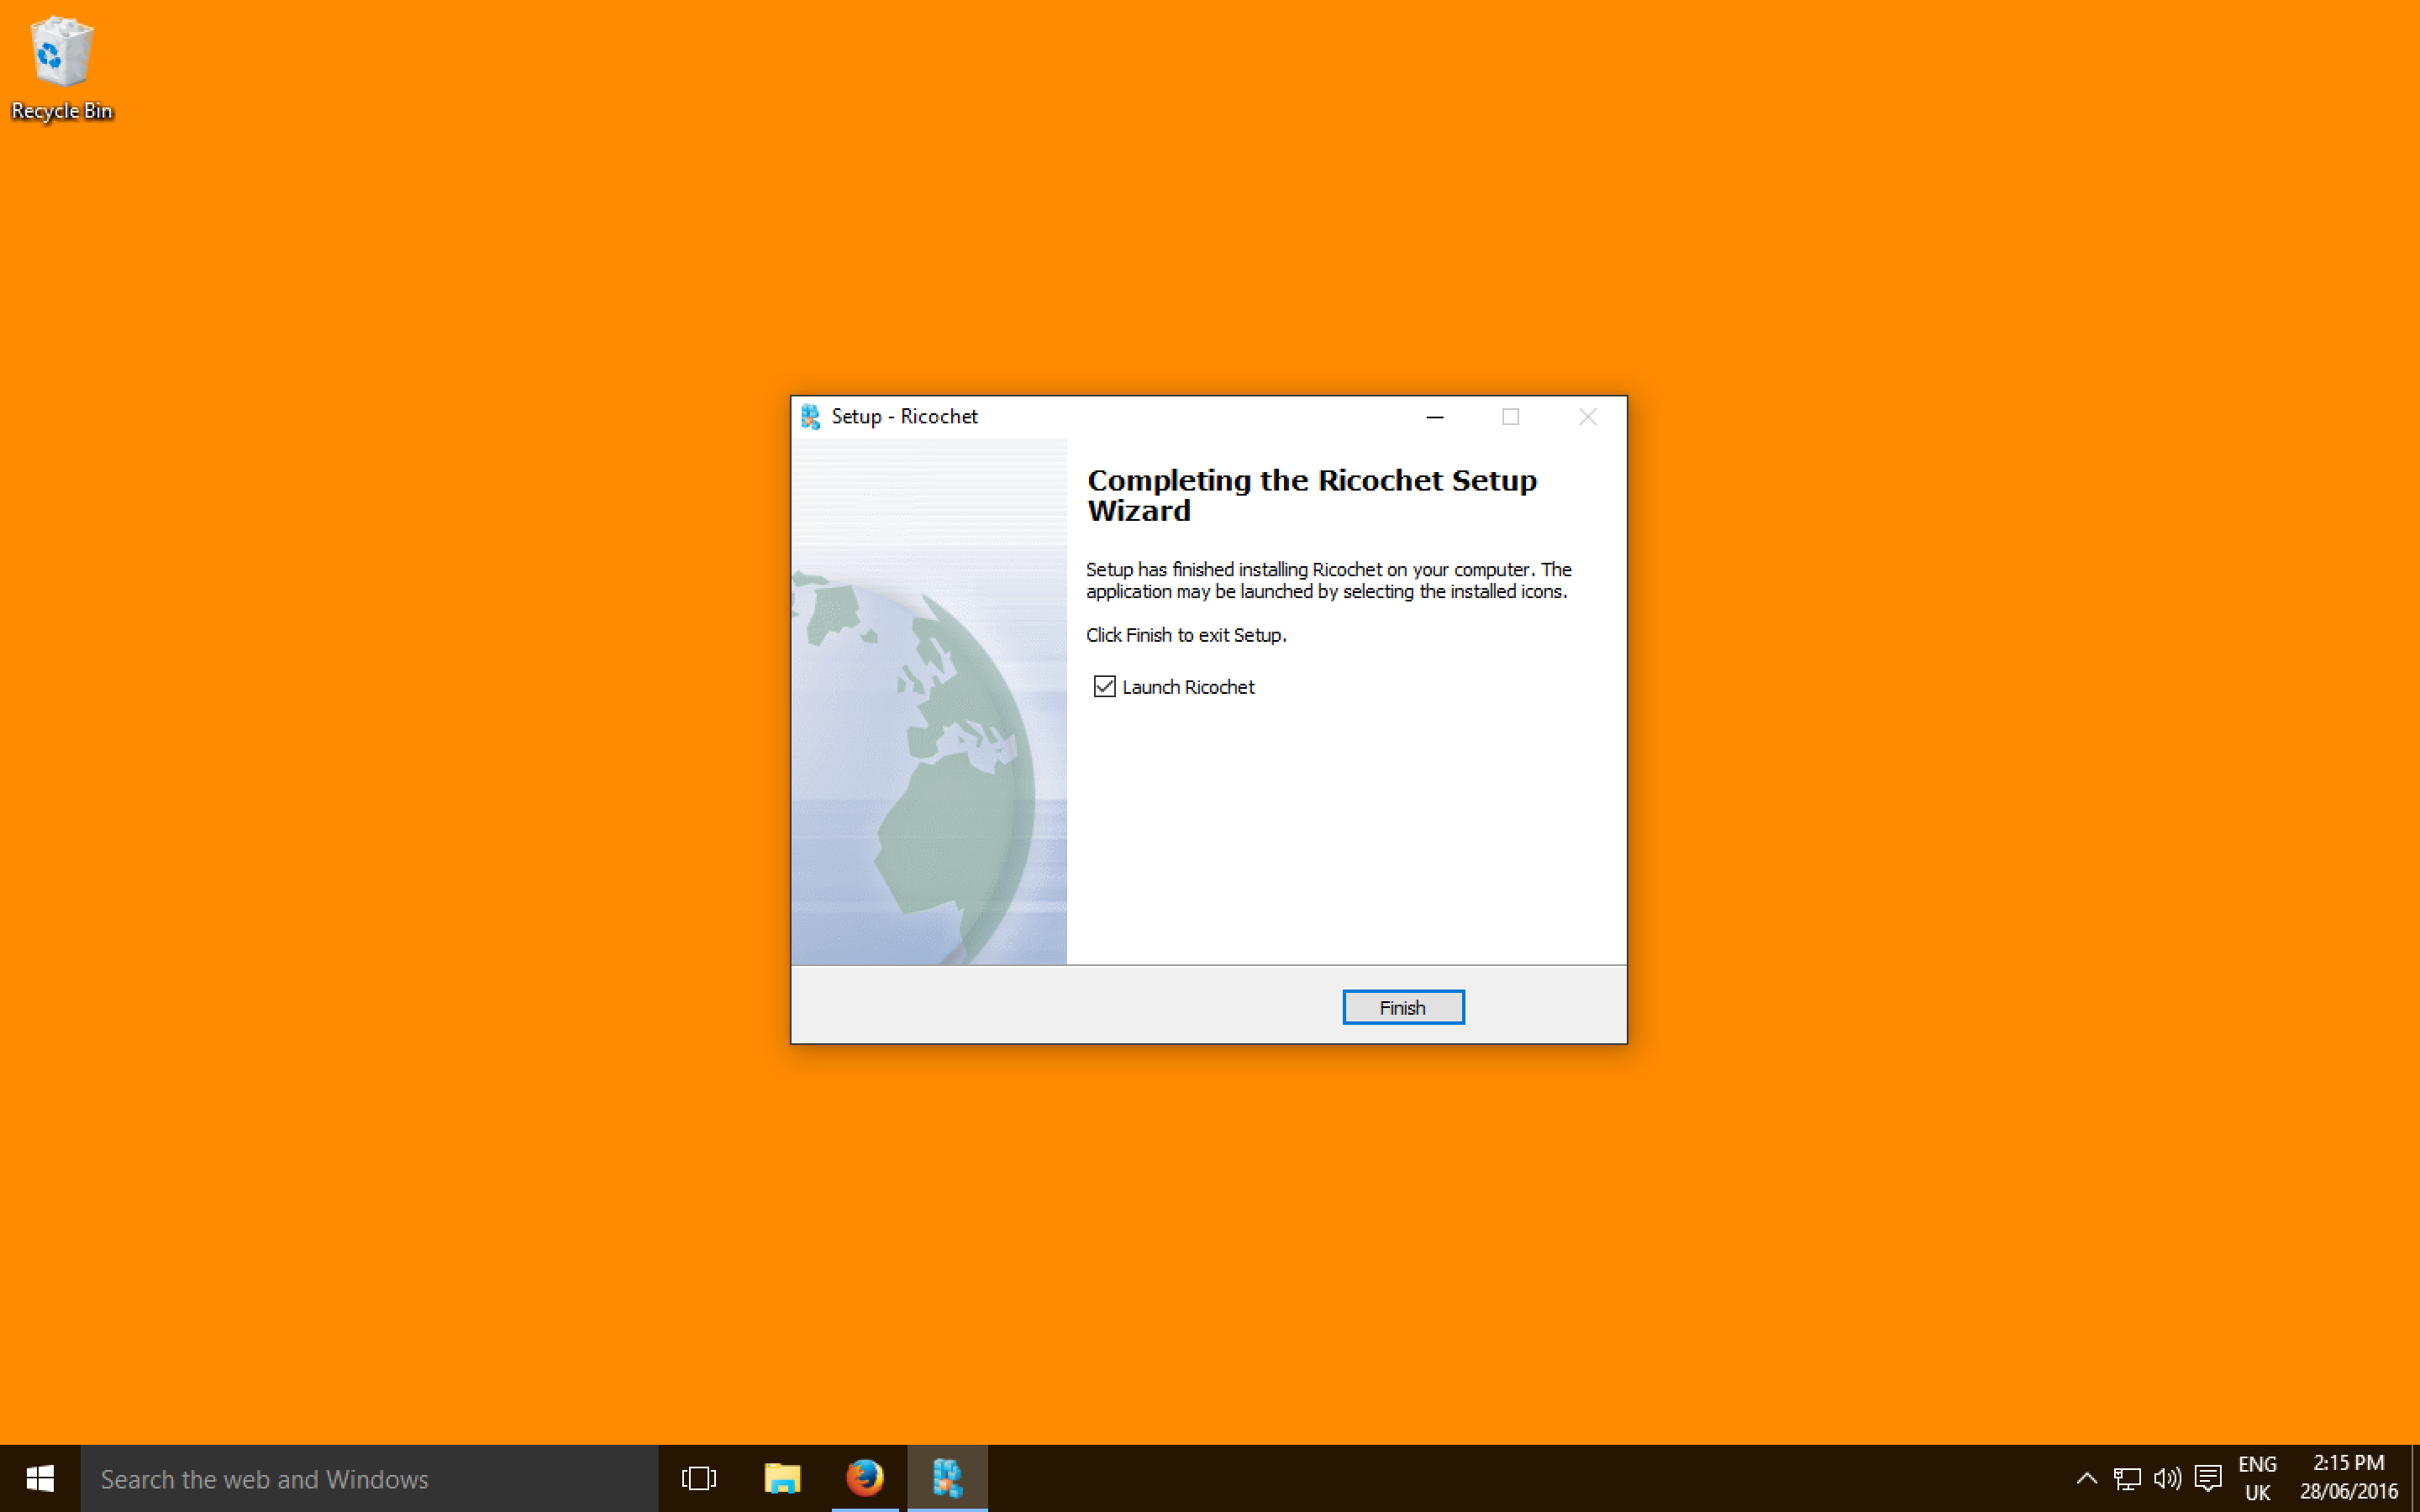 Recycle Bin
Setup - Ricochet
Completing the Ricochet Setup
Wizard
Setup has finished installing Ricochet on your computer. The
application may be launched by selecting the installed icons.
Click Finish to exit Setup.
Launch Ricochet
Finish
Search the web and Windows
ENG
UK
2:15 PM
28/06/2016